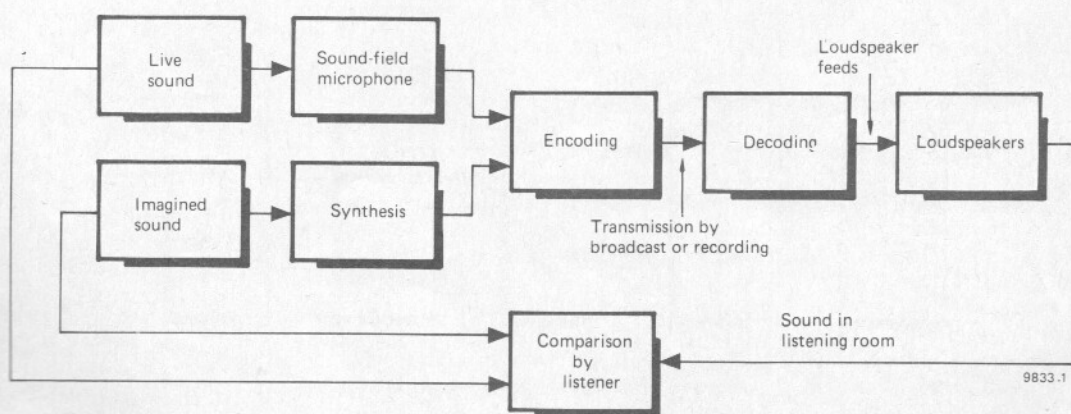 Live
sound
Sound-field
microphone
Loudspeaker
feeds
Encoding
Decoding
Loudspeakers
Imagined
sound
Synthesis
Transmission by
broadcast or recording
Comparison
by
listener
Sound in
listening room
9833.1